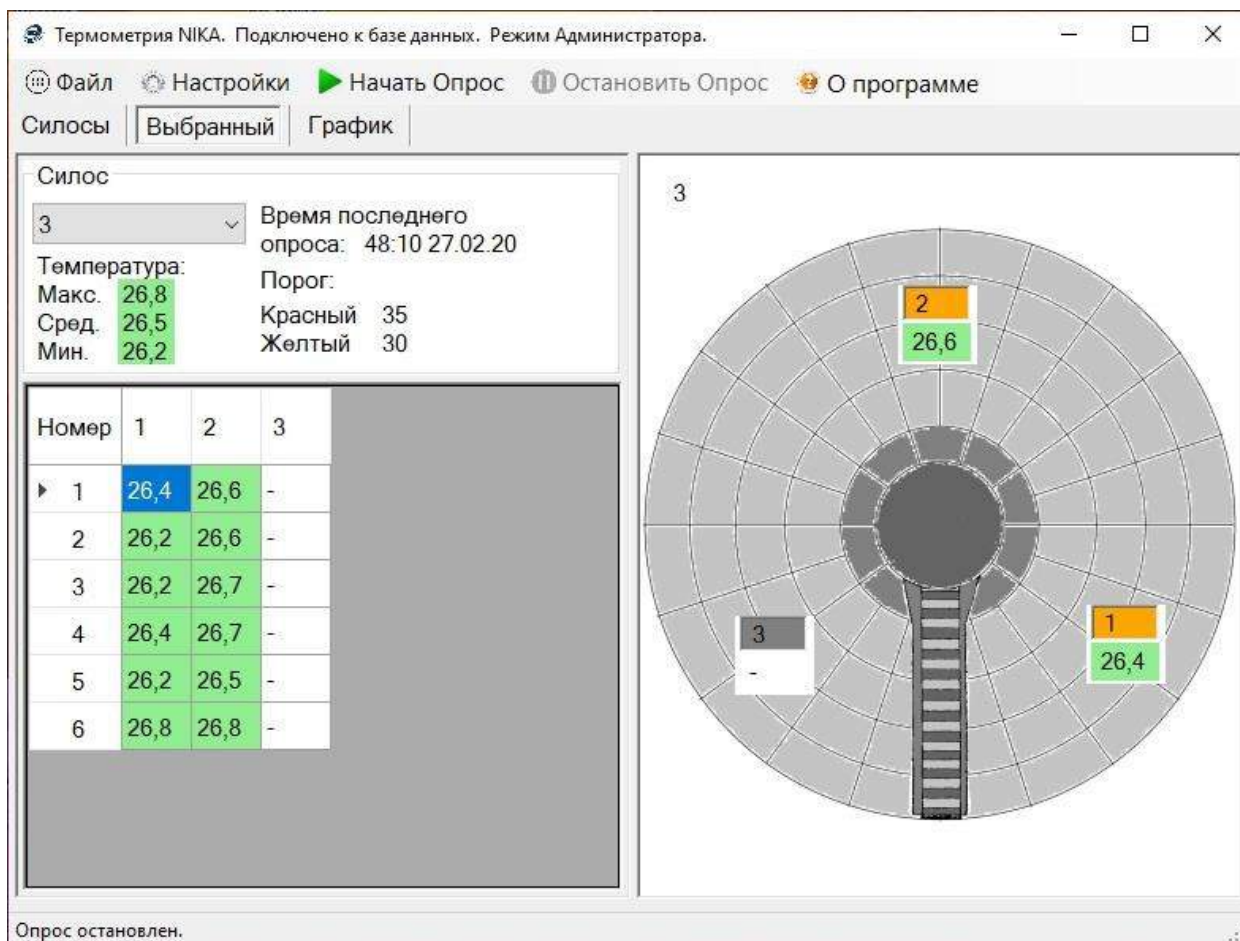 Термометрия NIKA. Подключено к базе данных. Режим Администратора.
Файл Настройки Начать Опрос Остановить Опрос О программе
Силосы Выбранный График
Силос
3
Время последнего
опроса: 48:10 27.02.20
Температура:
Макс. 26,8
Сред. 26,5
Мин. 26,2
Порог:
Красный 35
Желтый 30
Номер 1 2 3
1 26,4 26,6 -
2 26,2 26,6 -
3 26,2 26,7 -
4 26,4 26,7 -
5 26,2 26,5 -
6 26,8 26,8 -
3
2
26,6
3
-
1
26,4
Опрос остановлен.